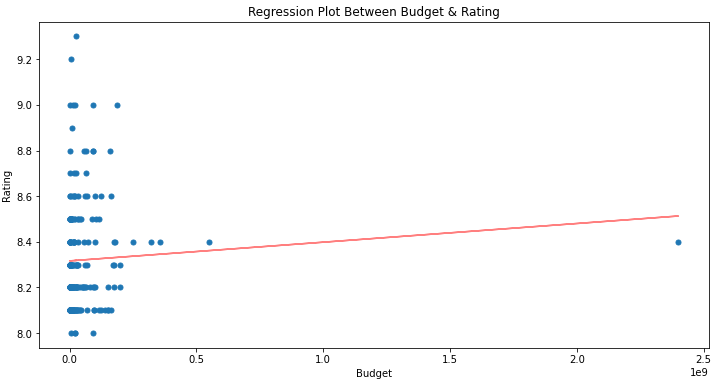 Regression Plot Between Budget & Rating
9.2
9.0
8.8
8.6
8.4
8.2
8.0
Rating
0.0 0.5 1.0 1.5 2.0 2.5
1e9
Budget